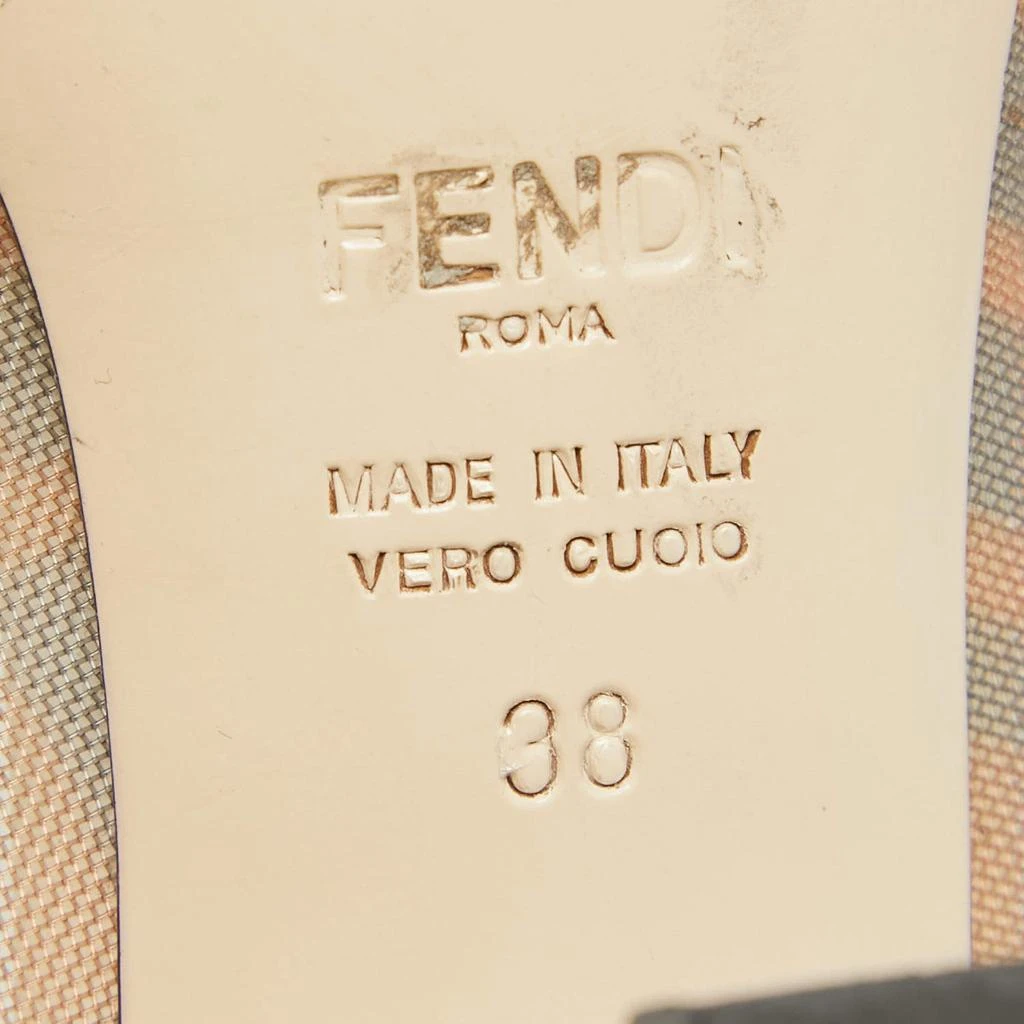 FENDI
ROMA
MADE IN ITALY
VERO CUOIO
38